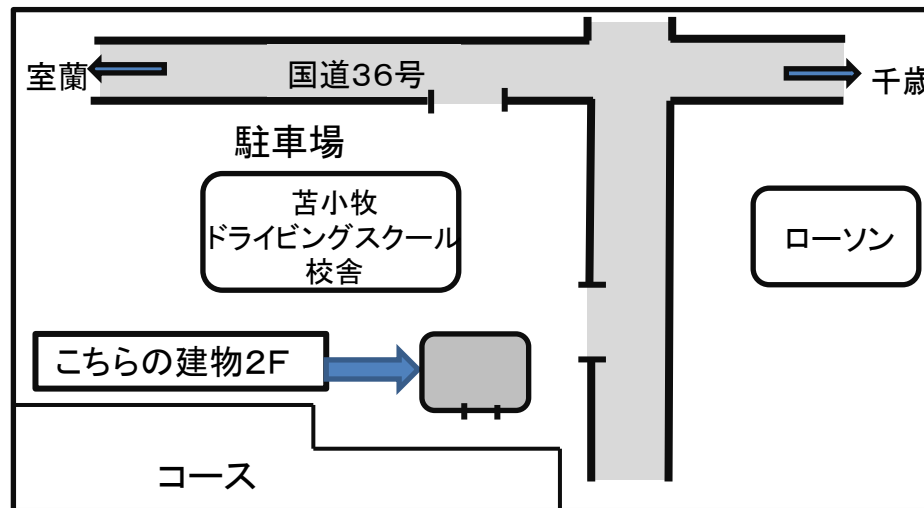 室蘭
国道36号
千歳
駐車場
苫小牧
ドライビングスクール
校舎
ローソン
こちらの建物2F
コース